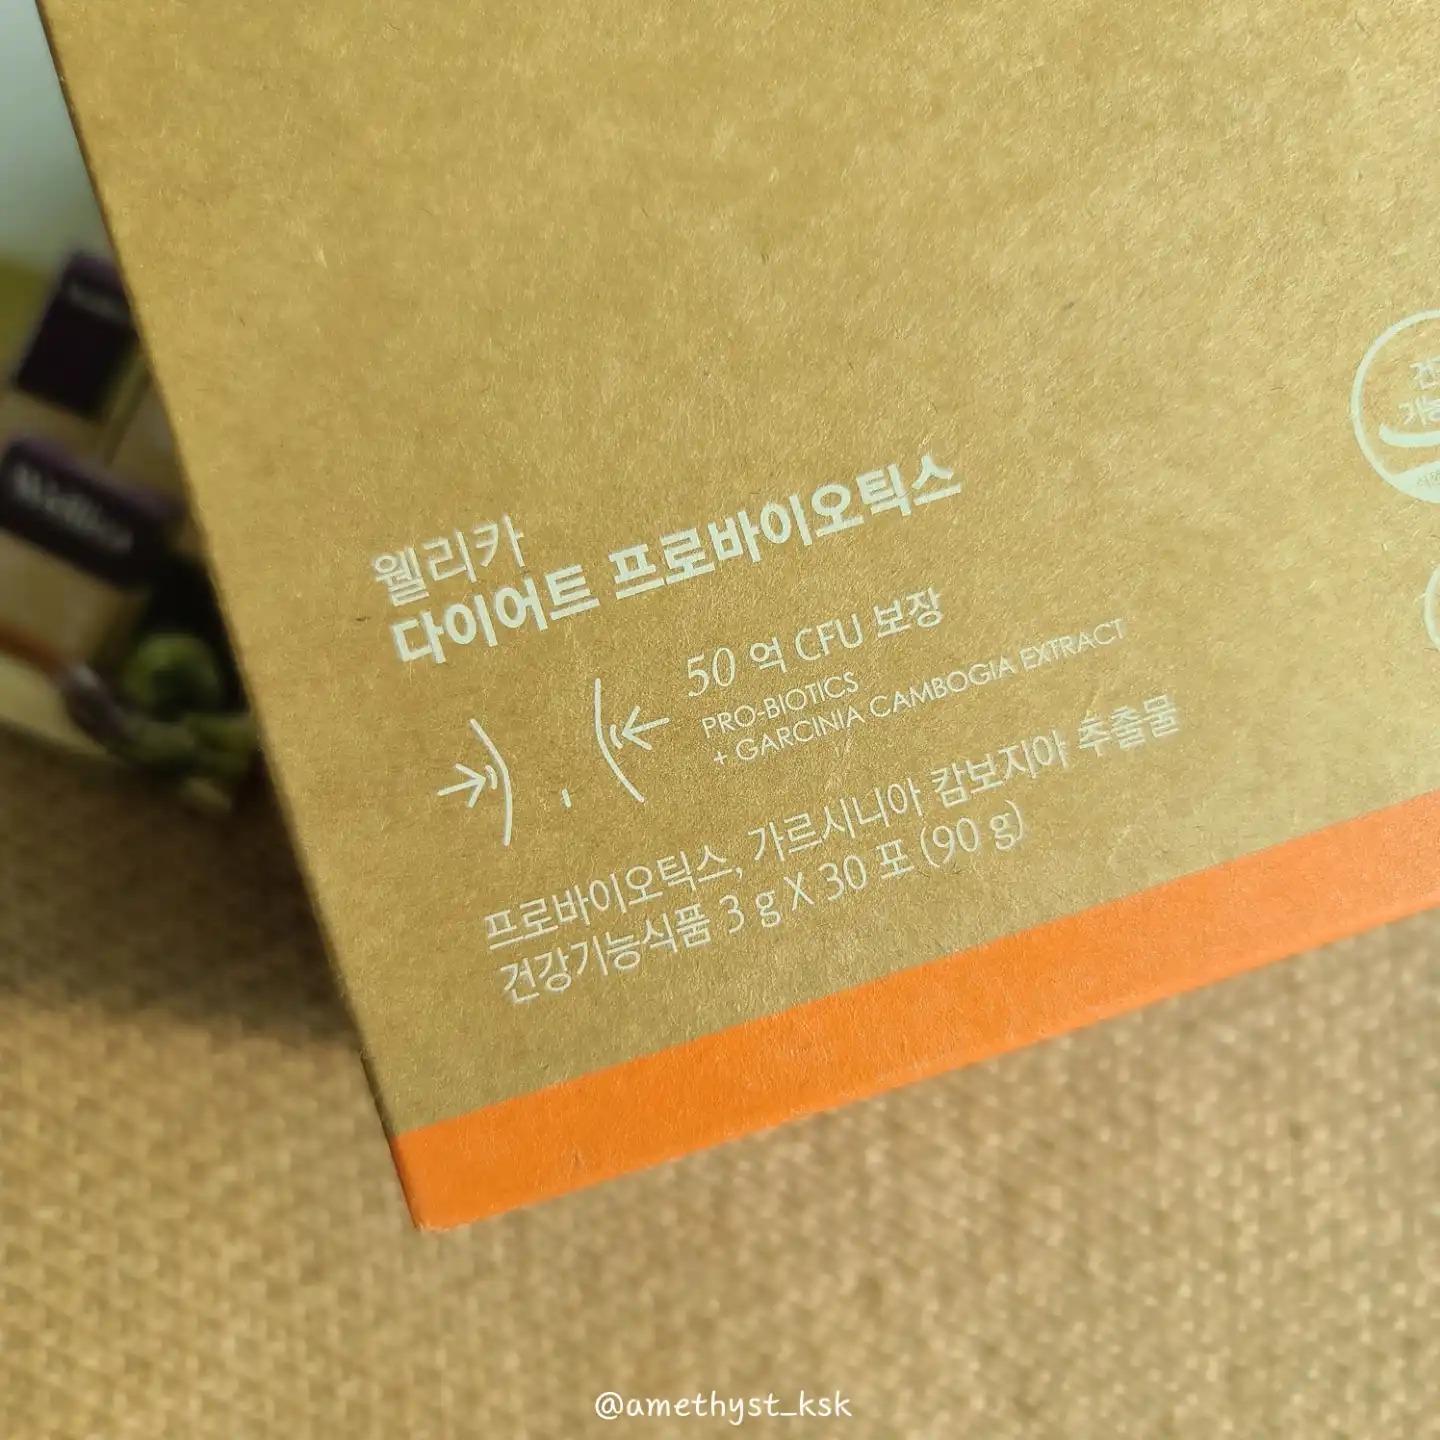 웰리카
다이어트 프로바이오틱스
50 억 CFU 보장
PRO-BIOTICS
+ GARCINIA CAMBOGIA EXTRACT
프로바이오틱스, 가르시니아 캄보지아 추출물
건강기능식품 3 g X 30 포 (90 g)
@amethyst_ksk